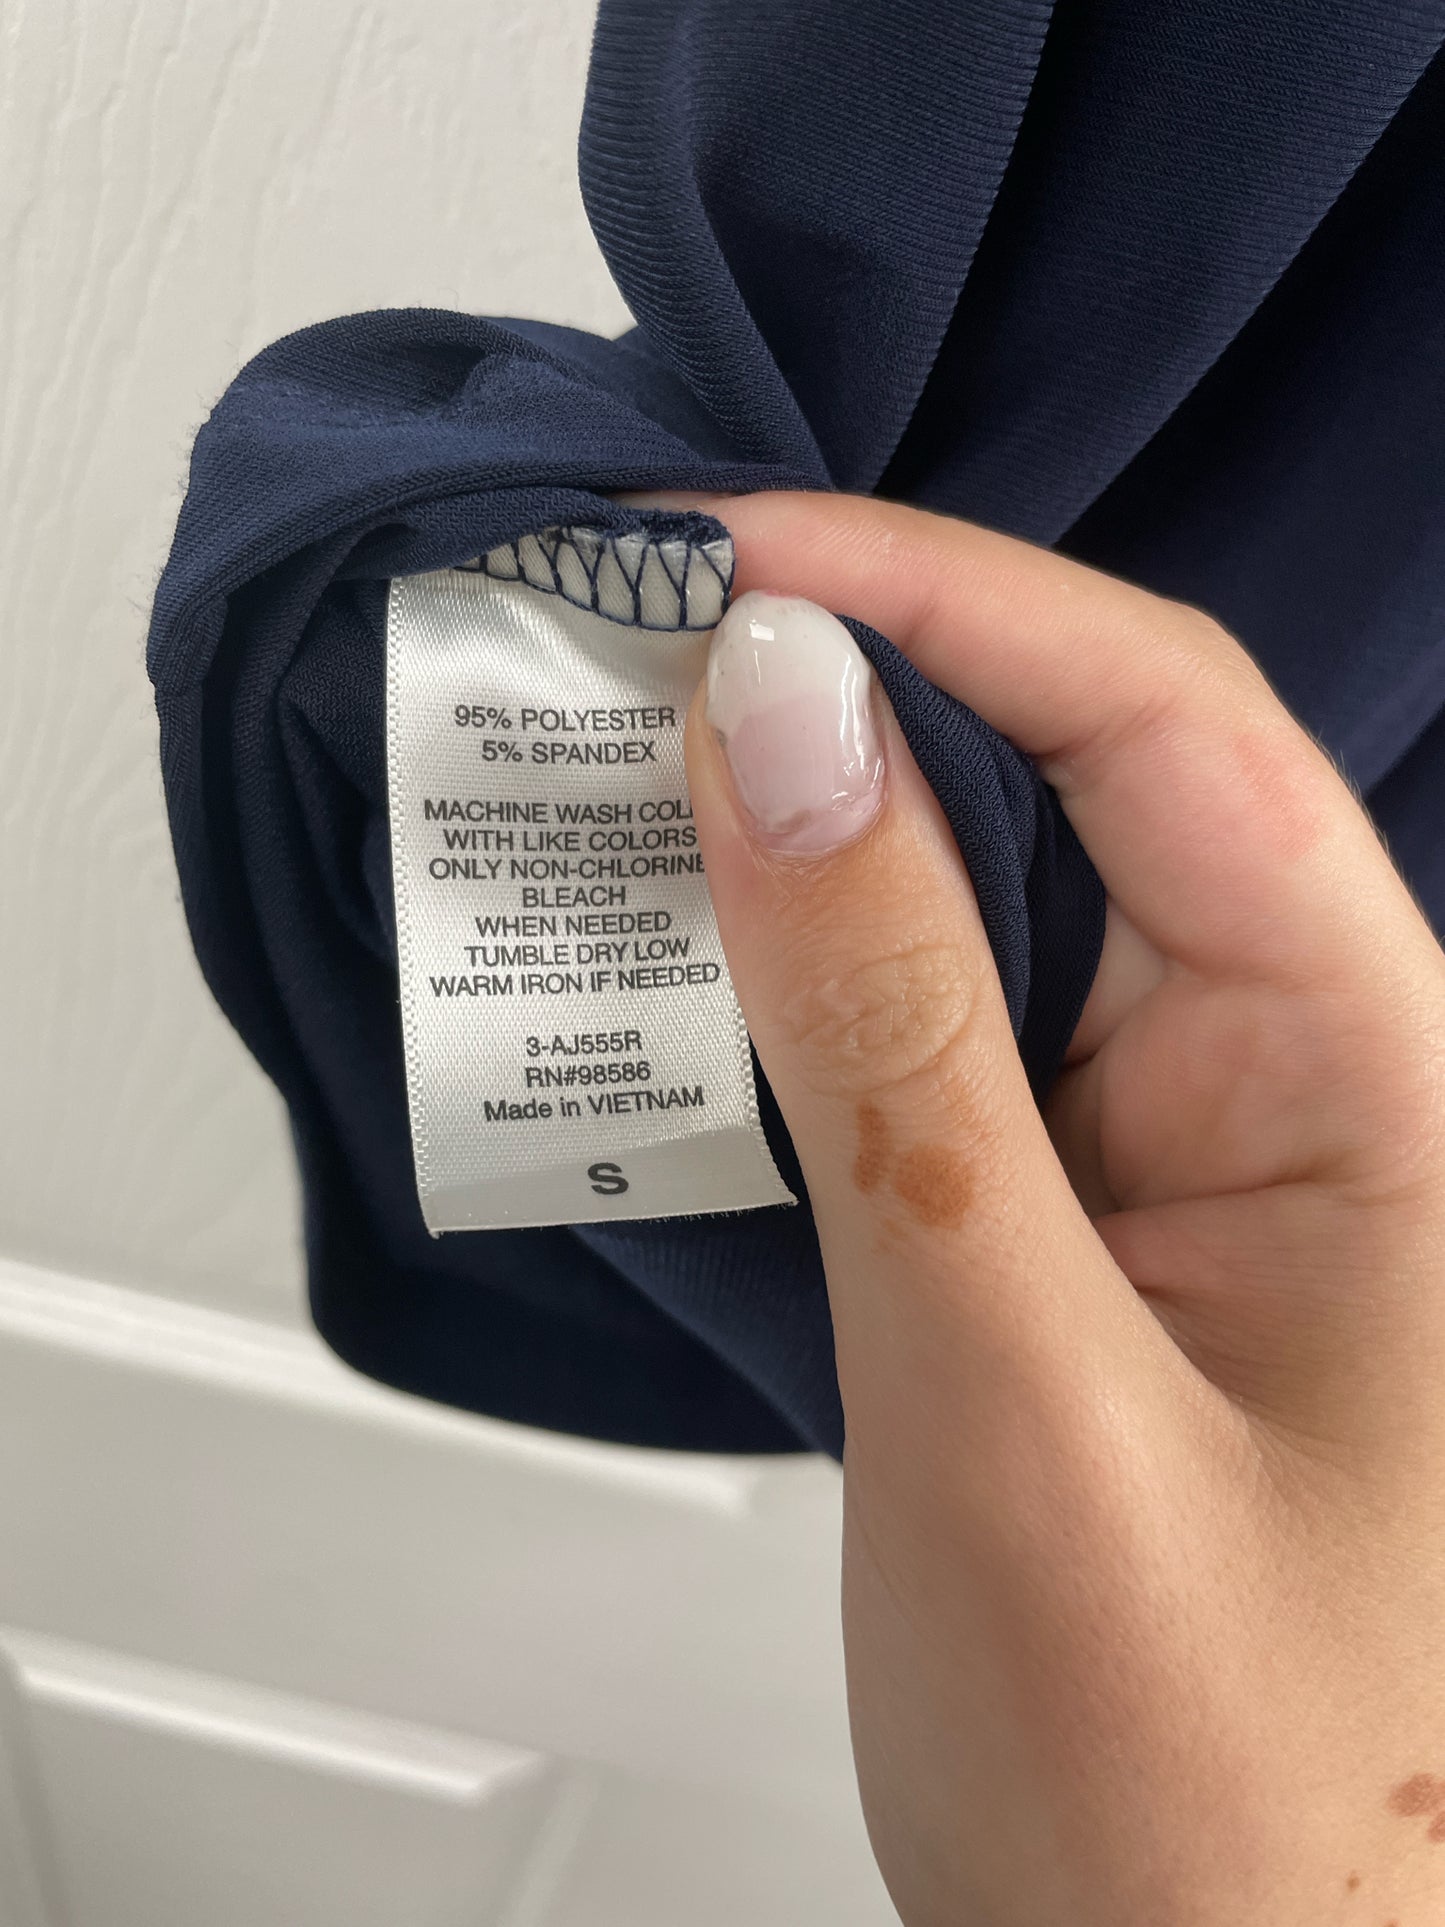 95% POLYESTER
5% SPANDEX
MACHINE WASH COL
WITH LIKE COLORS
ONLY NON-CHLORINE
BLEACH
WHEN NEEDED
TUMBLE DRY LOW
WARM IRON IF NEEDED
3-AJ555R
RN#98586
Made in VIETNAM
S